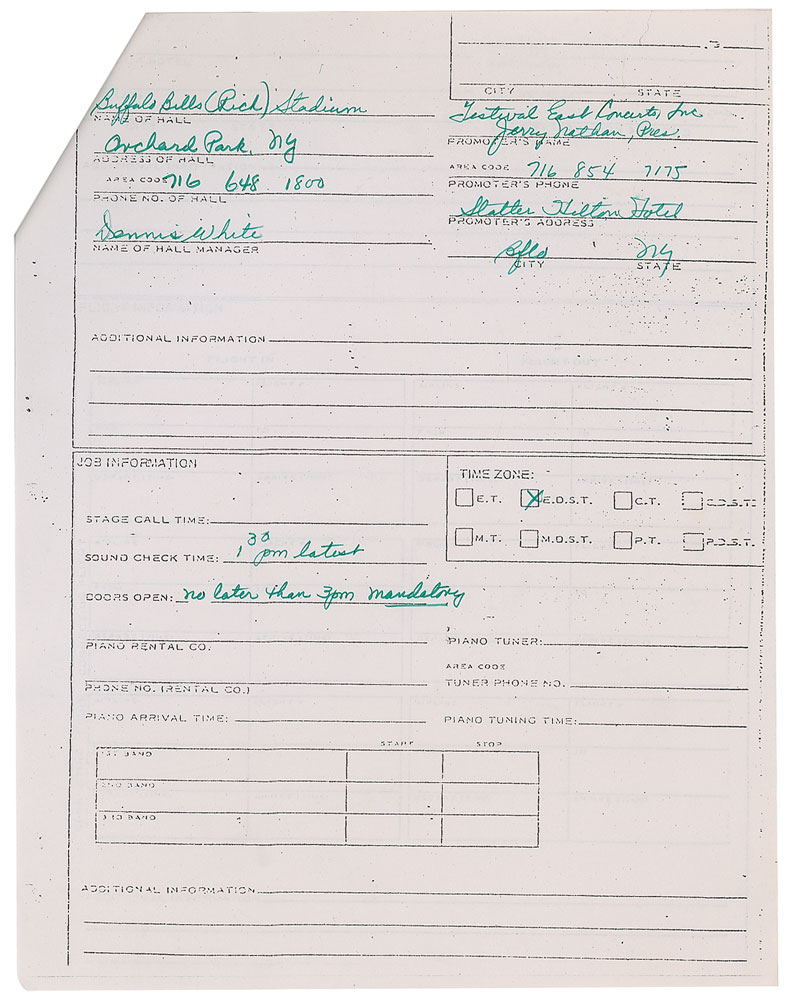 CITY STATE
Buffalo Bills (Rich) Stadium
NAME OF HALL
Orchard Park, NY
ADDRESS OF HALL
AREA CODE 716 648 1800
PHONE NO. OF HALL
Dennis White
NAME OF HALL MANAGER
Festival East Concerts, Inc
Jerry Nathan, Pres.
PROMOTER'S NAME
AREA CODE 716 854 7175
PROMOTER'S PHONE
Statler Hilton Hotel
PROMOTER'S ADDRESS
Bflo NY
CITY STATE
ADDITIONAL INFORMATION
JOB INFORMATION
TIME ZONE:
E.T. X E.D.S.T. C.T. C.D.S.T.
M.T. M.D.S.T. P.T. P.D.S.T.
STAGE CALL TIME:
SOUND CHECK TIME: 1 30 pm latest
DOORS OPEN: no later than 3pm mandatory
PIANO RENTAL CO.
PIANO TUNER:
AREA CODE
PHONE NO. (RENTAL CO.)
TUNER PHONE NO.
PIANO ARRIVAL TIME:
PIANO TUNING TIME:
START STOP
1ST BAND
2ND BAND
3RD BAND
ADDITIONAL INFORMATION